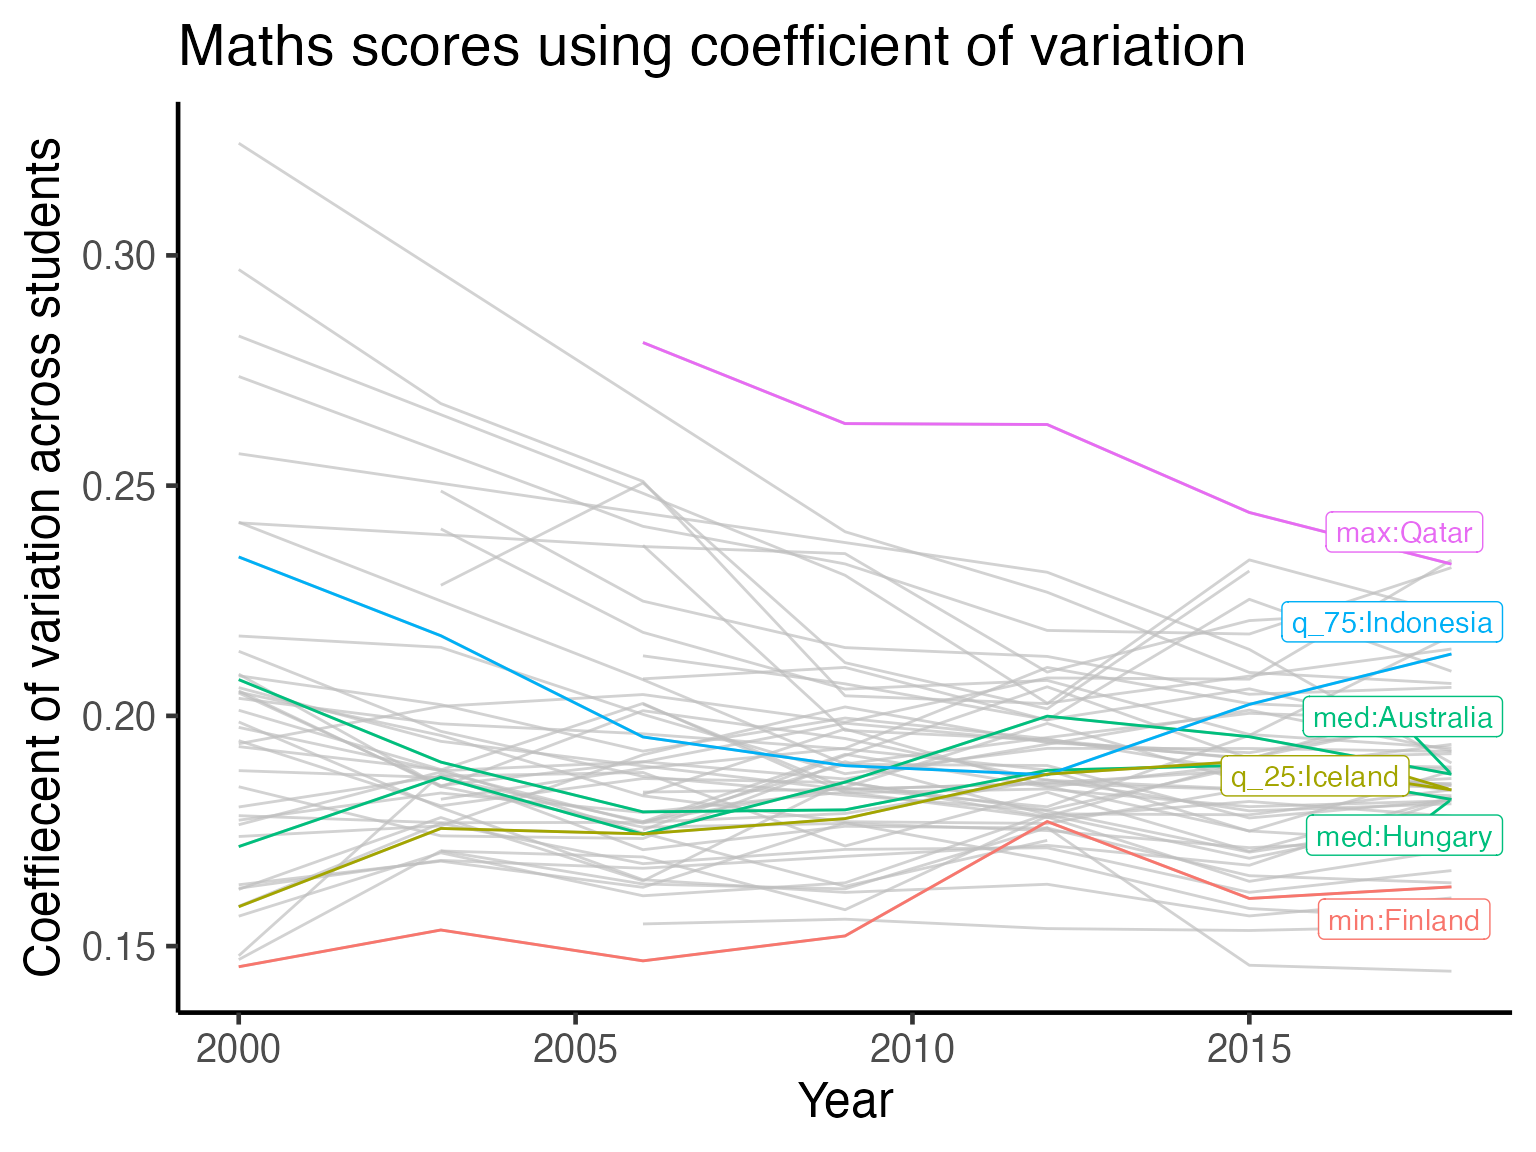 Maths scores using coefficient of variation
Coeffiecent of variation across students
0.30
0.25
0.20
0.15
max:Qatar
q_75:Indonesia
med:Australia
q_25:Iceland
med:Hungary
min:Finland
2000
2005
2010
2015
Year